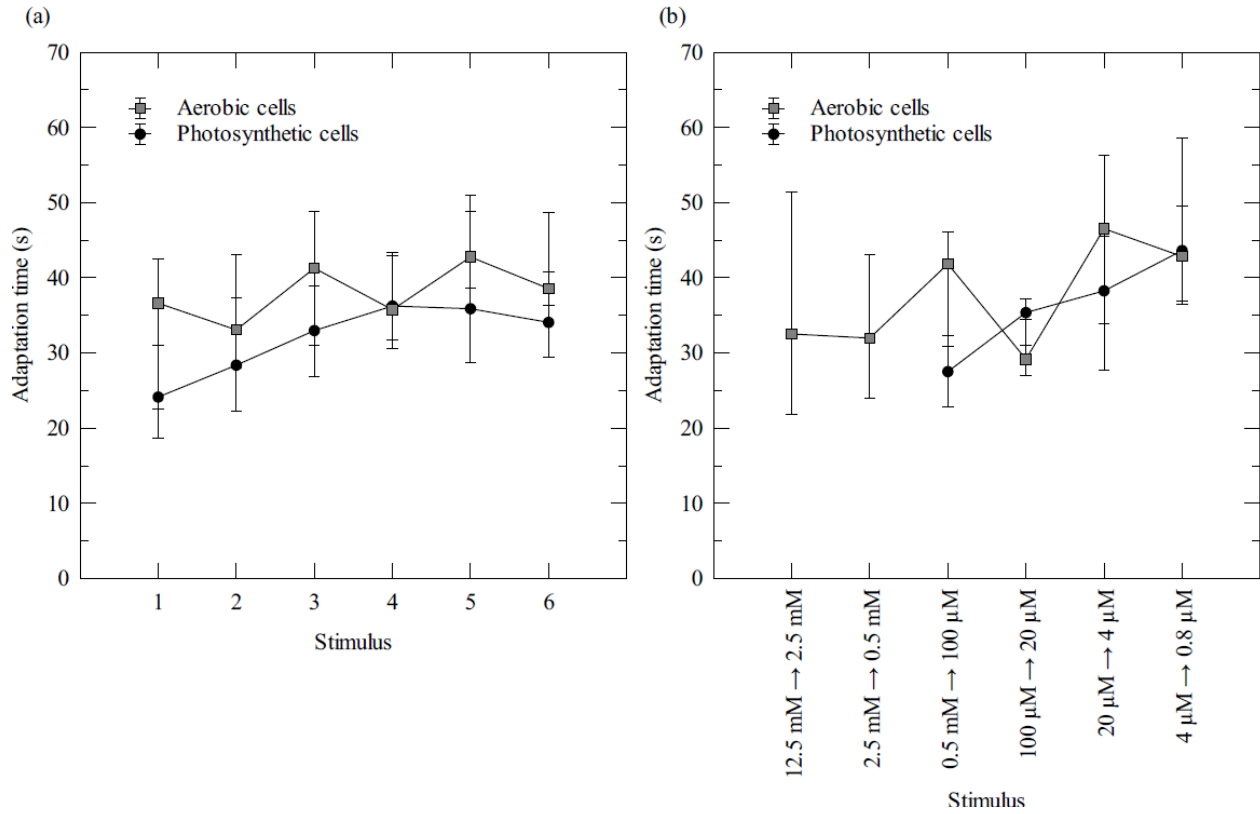 (a)
70
60
50
40
30
20
10
0
Adaptation time (s)
Aerobic cells
Photosynthetic cells
1 2 3 4 5 6
Stimulus
(b)
70
60
50
40
30
20
10
0
Adaptation time (s)
Aerobic cells
Photosynthetic cells
12.5 mM → 2.5 mM
2.5 mM → 0.5 mM
0.5 mM → 100 µM
100 µM → 20 µM
20 µM → 4 µM
4 µM → 0.8 µM
Stimulus